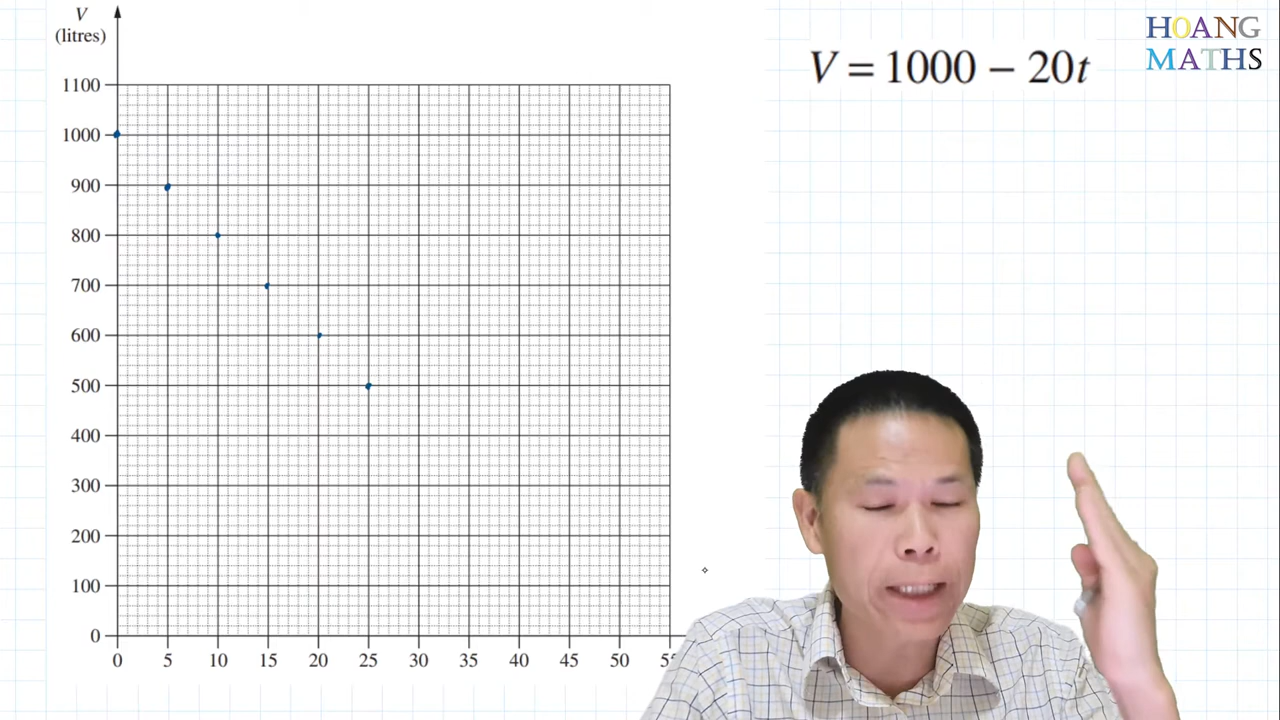 V
(litres)
1100
1000
900
800
700
600
500
400
300
200
100
0
0 5 10 15 20 25 30 35 40 45 50
V = 1000 − 20t
HOANG
MATHS